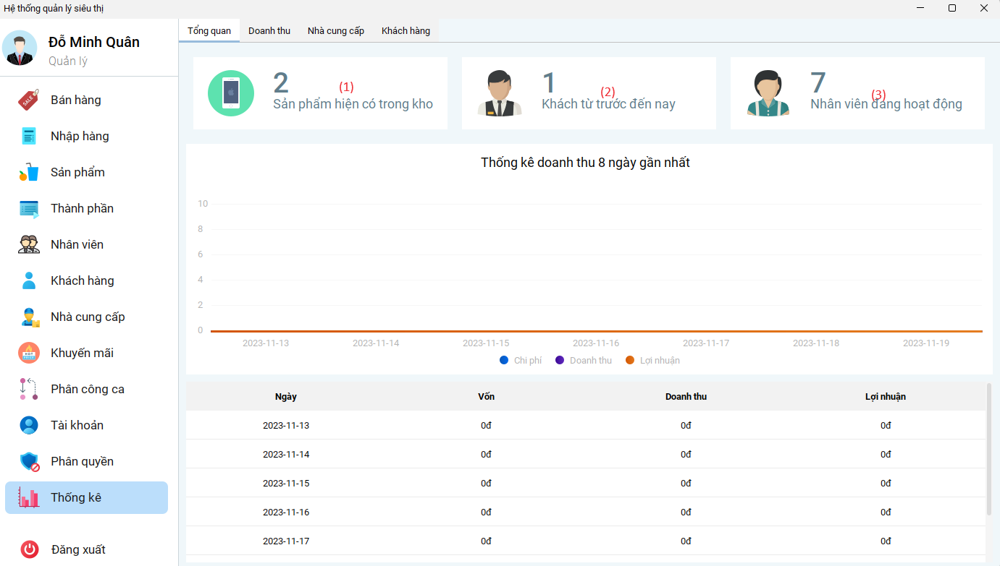 Hệ thống quản lý siêu thị
Đỗ Minh Quân
Quản lý
Bán hàng
Nhập hàng
Sản phẩm
Thành phần
Nhân viên
Khách hàng
Nhà cung cấp
Khuyến mãi
Phân công ca
Tài khoản
Phân quyền
Thống kê
Đăng xuất
Tổng quan Doanh thu Nhà cung cấp Khách hàng
2 (1)
Sản phẩm hiện có trong kho
1 (2)
Khách từ trước đến nay
7 (3)
Nhân viên đang hoạt động
Thống kê doanh thu 8 ngày gần nhất
10
8
6
4
2
0
2023-11-13 2023-11-14 2023-11-15 2023-11-16 2023-11-17 2023-11-18 2023-11-19
Chi phí Doanh thu Lợi nhuận
Ngày Vốn Doanh thu Lợi nhuận
2023-11-13 0đ 0đ 0đ
2023-11-14 0đ 0đ 0đ
2023-11-15 0đ 0đ 0đ
2023-11-16 0đ 0đ 0đ
2023-11-17 0đ 0đ 0đ